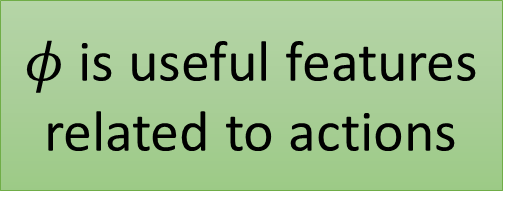 𝜙 is useful features
related to actions